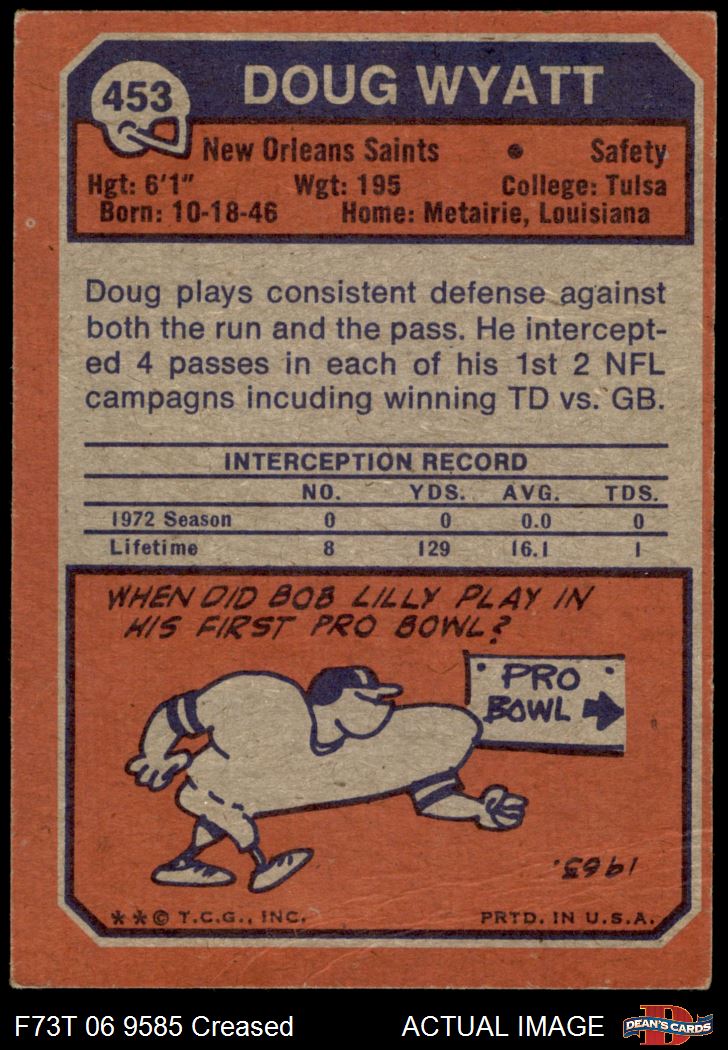 453
DOUG WYATT
New Orleans Saints • Safety
Hgt: 6'1" Wgt: 195 College: Tulsa
Born: 10-18-46 Home: Metairie, Louisiana
Doug plays consistent defense against
both the run and the pass. He intercept-
ed 4 passes in each of his 1st 2 NFL
campagns incuding winning TD vs. GB.
INTERCEPTION RECORD
NO. YDS. AVG. TDS.
1972 Season 0 0 0.0 0
Lifetime 8 129 16.1 1
WHEN DID BOB LILLY PLAY IN
HIS FIRST PRO BOWL?
PRO
BOWL
1963.
**© T.C.G., INC. PRTD. IN U.S.A.
F73T 06 9585 Creased ACTUAL IMAGE
D
DEAN'S CARDS